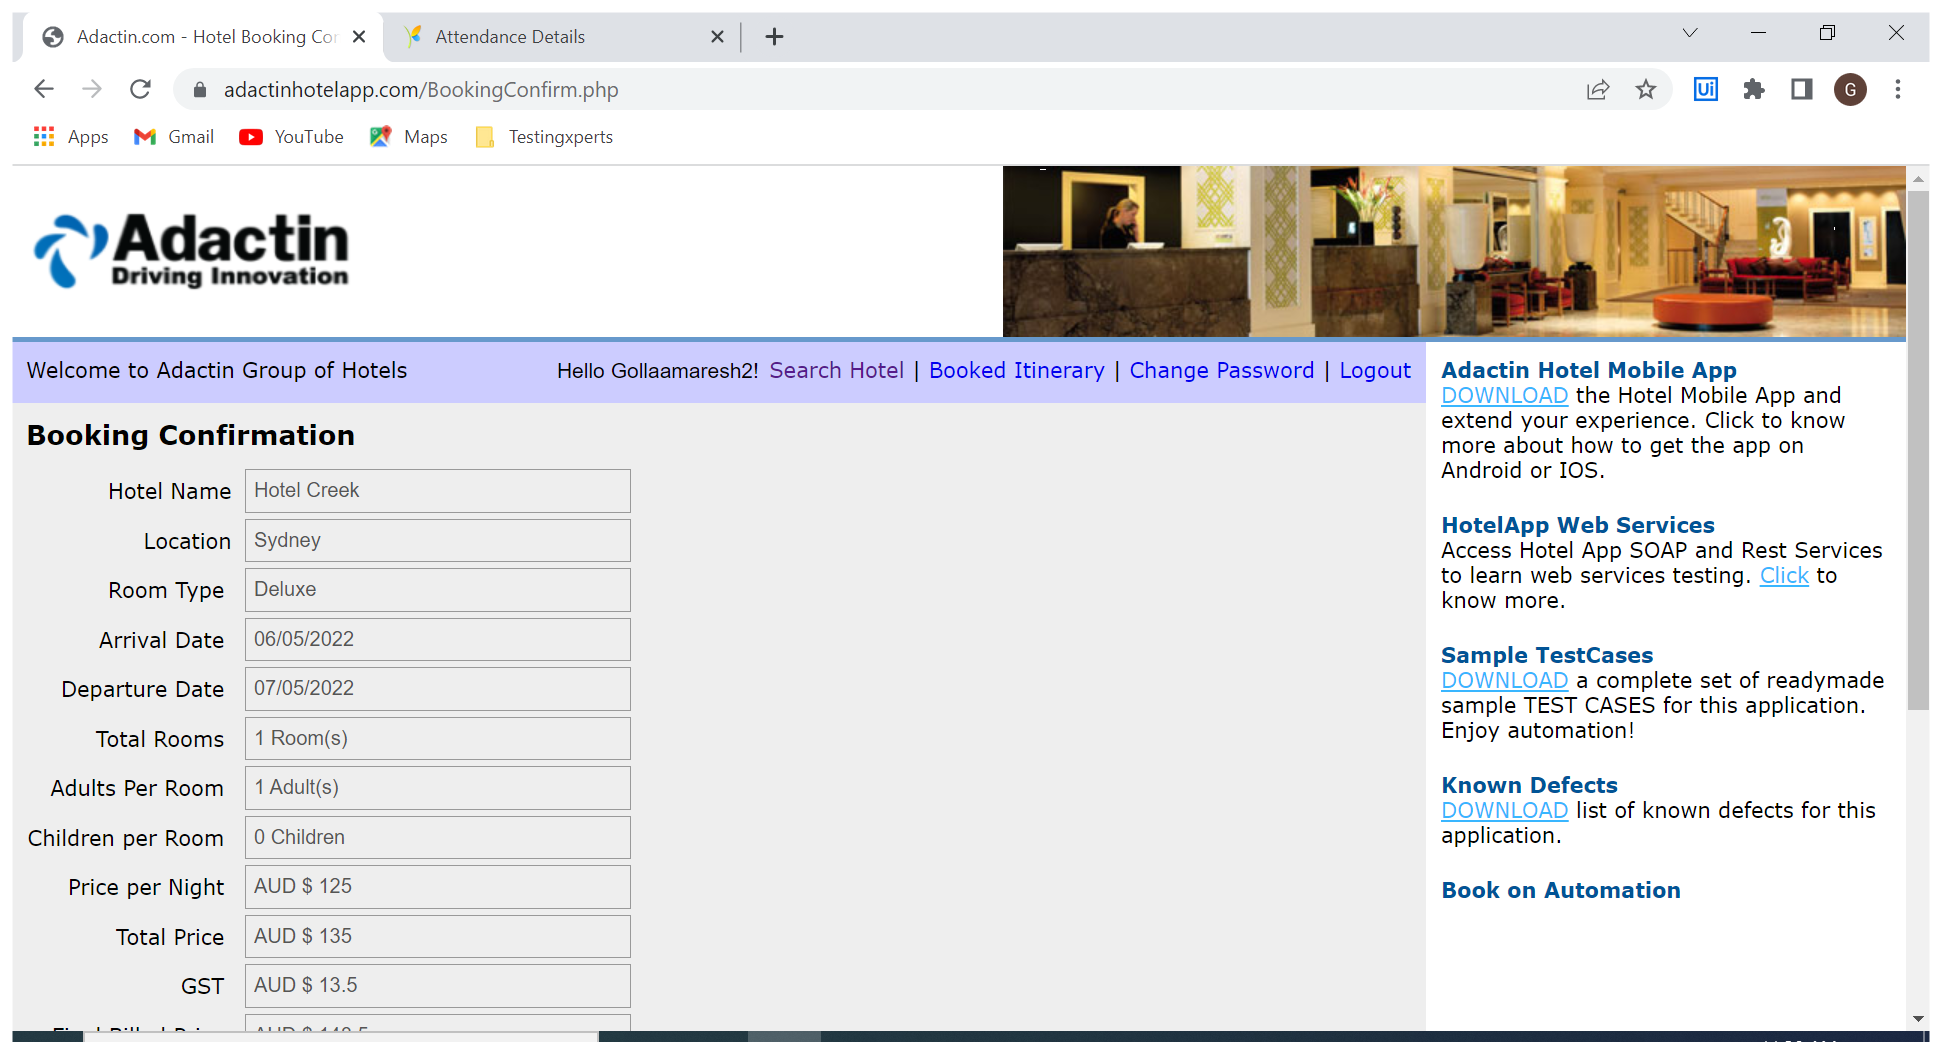 Adactin.com - Hotel Booking Cor
Attendance Details
adactinhotelapp.com/BookingConfirm.php
Ui
G
Apps
Gmail
YouTube
Maps
Testingxperts
Adactin
Driving Innovation
Welcome to Adactin Group of Hotels
Hello Gollaamaresh2! Search Hotel | Booked Itinerary | Change Password | Logout
Booking Confirmation
Hotel Name Hotel Creek
Location Sydney
Room Type Deluxe
Arrival Date 06/05/2022
Departure Date 07/05/2022
Total Rooms 1 Room(s)
Adults Per Room 1 Adult(s)
Children per Room 0 Children
Price per Night AUD $ 125
Total Price AUD $ 135
GST AUD $ 13.5
Adactin Hotel Mobile App
DOWNLOAD the Hotel Mobile App and
extend your experience. Click to know
more about how to get the app on
Android or IOS.
HotelApp Web Services
Access Hotel App SOAP and Rest Services
to learn web services testing. Click to
know more.
Sample TestCases
DOWNLOAD a complete set of readymade
sample TEST CASES for this application.
Enjoy automation!
Known Defects
DOWNLOAD list of known defects for this
application.
Book on Automation